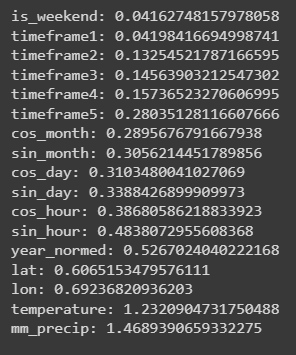 is_weekend: 0.04162748157978058
timeframe1: 0.04198416694998741
timeframe2: 0.13254521787166595
timeframe3: 0.14563903212547302
timeframe4: 0.15736523270606995
timeframe5: 0.28035128116607666
cos_month: 0.2895676791667938
sin_month: 0.3056214451789856
cos_day: 0.3103480041027069
sin_day: 0.3388426899909973
cos_hour: 0.38680586218833923
sin_hour: 0.4838072955608368
year_normed: 0.5267024040222168
lat: 0.6065153479576111
lon: 0.69236820936203
temperature: 1.2320904731750488
mm_precip: 1.4689390659332275